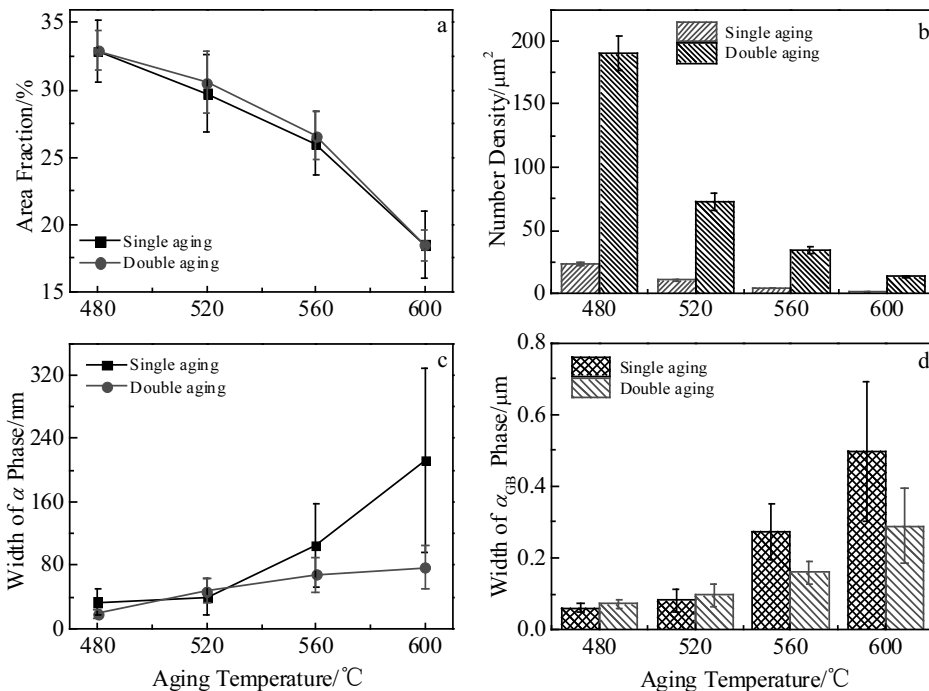 a
35
30
25
20
15
Area Fraction/%
Single aging
Double aging
480 520 560 600
b
200
150
100
50
0
Number Density/μm²
Single aging
Double aging
480 520 560 600
c
320
240
160
80
0
Width of α Phase/nm
Single aging
Double aging
480 520 560 600
Aging Temperature/℃
d
0.8
0.6
0.4
0.2
0.0
Width of αGB Phase/μm
Single aging
Double aging
480 520 560 600
Aging Temperature/℃